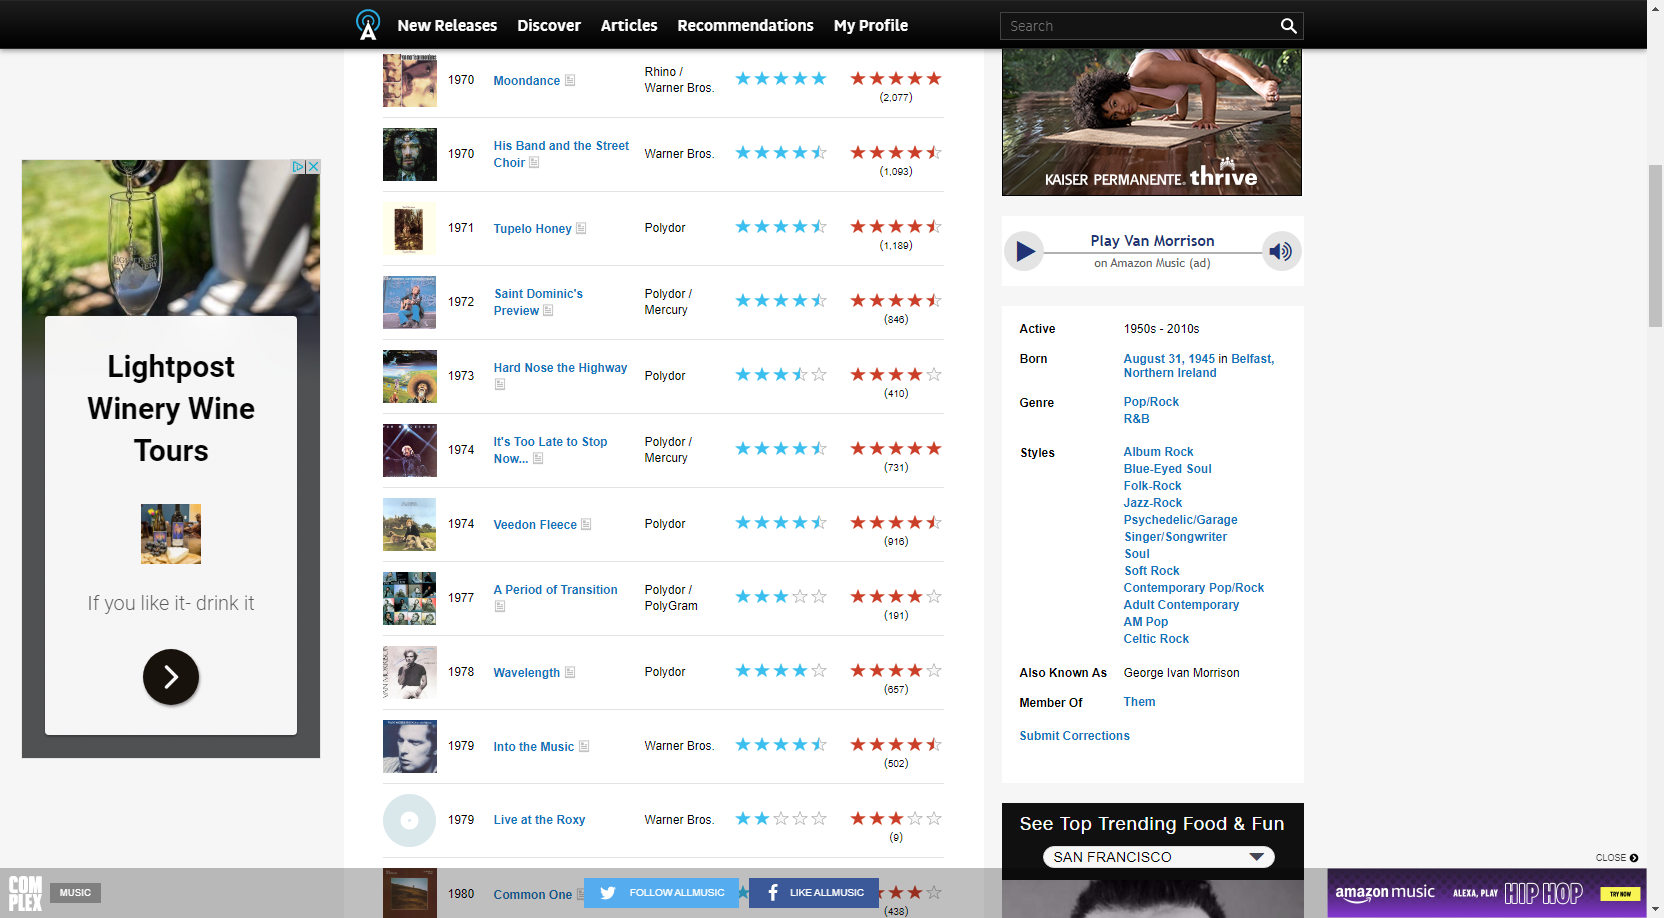 New Releases
Discover
Articles
Recommendations
My Profile
Search
1970
Moondance
Rhino /
Warner Bros.
(2,077)
1970
His Band and the Street
Choir
Warner Bros.
(1,093)
1971
Tupelo Honey
Polydor
(1,189)
1972
Saint Dominic's
Preview
Polydor /
Mercury
(846)
1973
Hard Nose the Highway
Polydor
(410)
1974
It's Too Late to Stop
Now...
Polydor /
Mercury
(731)
1974
Veedon Fleece
Polydor
(916)
1977
A Period of Transition
Polydor /
PolyGram
(191)
1978
Wavelength
Polydor
(657)
1979
Into the Music
Warner Bros.
(502)
1979
Live at the Roxy
Warner Bros.
(9)
1980
Common One
(438)
Lightpost
Winery Wine
Tours
If you like it- drink it
KAISER PERMANENTE® thrive
Play Van Morrison
on Amazon Music (ad)
Active
1950s - 2010s
Born
August 31, 1945 in Belfast,
Northern Ireland
Genre
Pop/Rock
R&B
Styles
Album Rock
Blue-Eyed Soul
Folk-Rock
Jazz-Rock
Psychedelic/Garage
Singer/Songwriter
Soul
Soft Rock
Contemporary Pop/Rock
Adult Contemporary
AM Pop
Celtic Rock
Also Known As
George Ivan Morrison
Member Of
Them
Submit Corrections
See Top Trending Food & Fun
SAN FRANCISCO
CLOSE
COM
PLEX
MUSIC
FOLLOW ALLMUSIC
LIKE ALLMUSIC
amazon music
ALEXA, PLAY
HIP HOP
TRY NOW